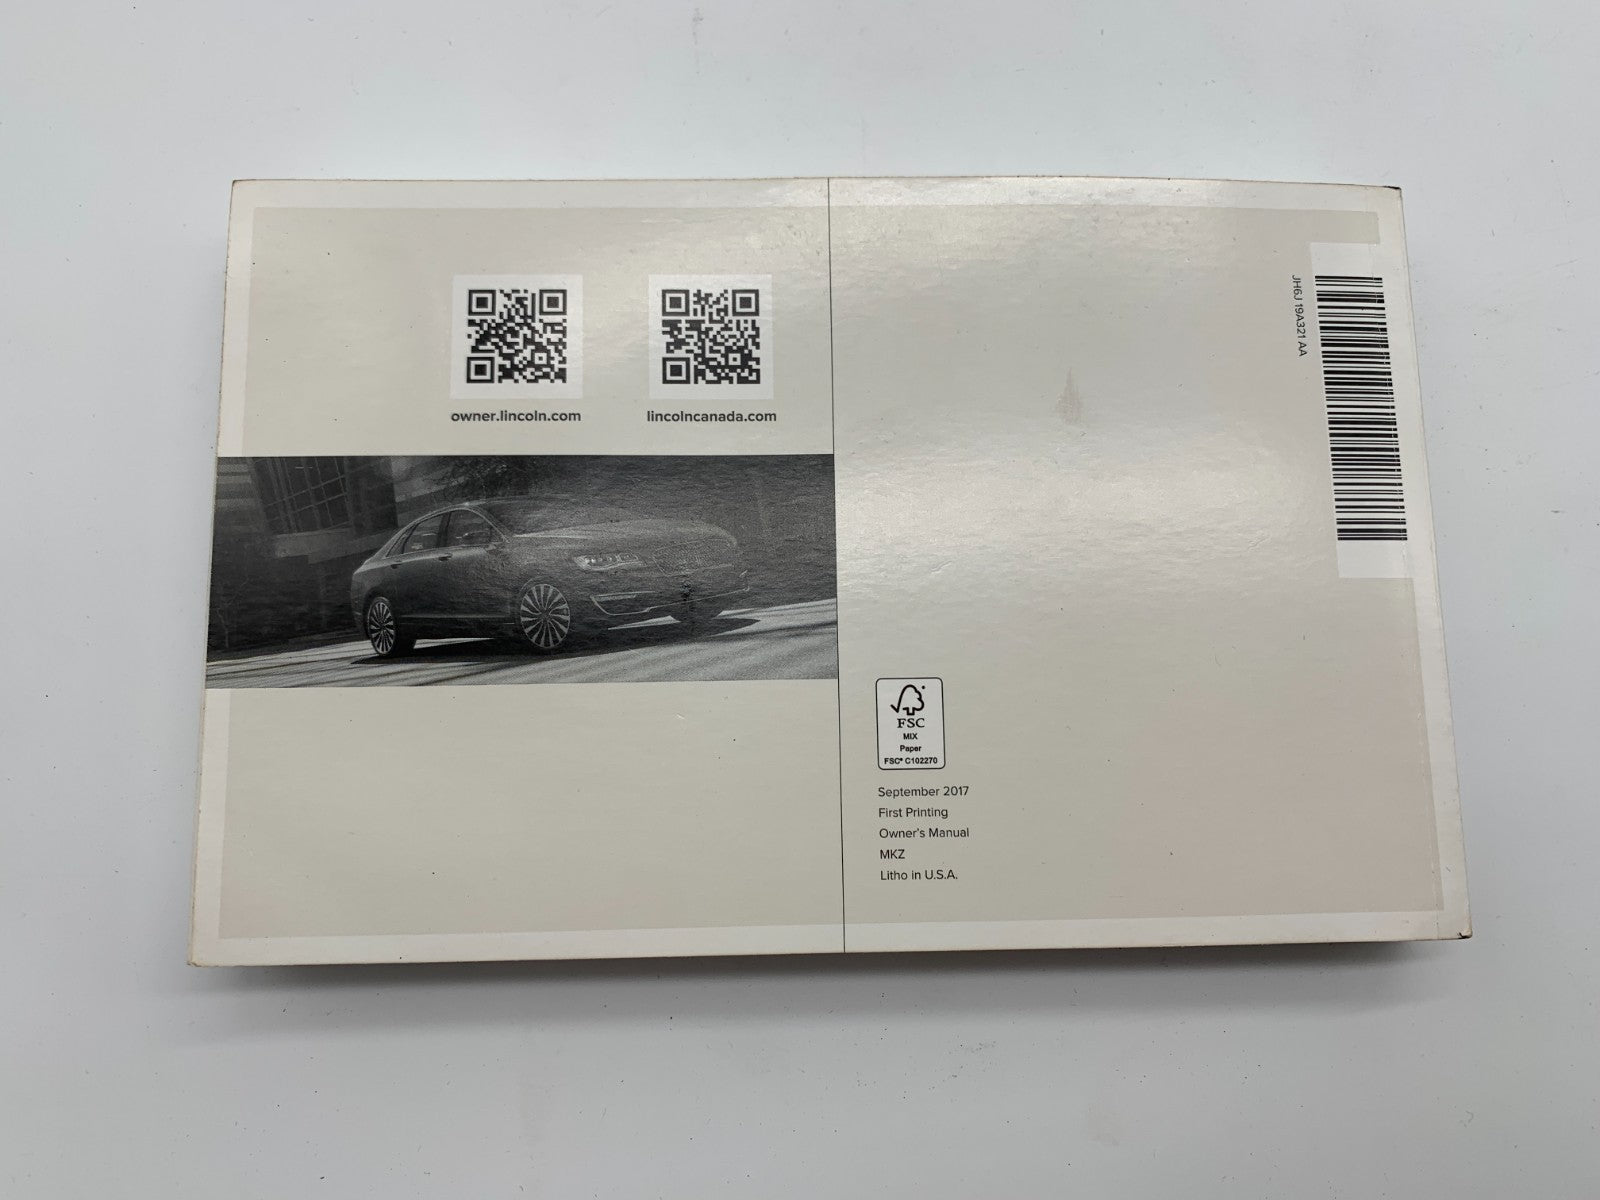 owner.lincoln.com
lincolncanada.com
JH6J 19A321 AA
FSC
MIX
Paper
FSC® C102270
September 2017
First Printing
Owner's Manual
MKZ
Litho in U.S.A.